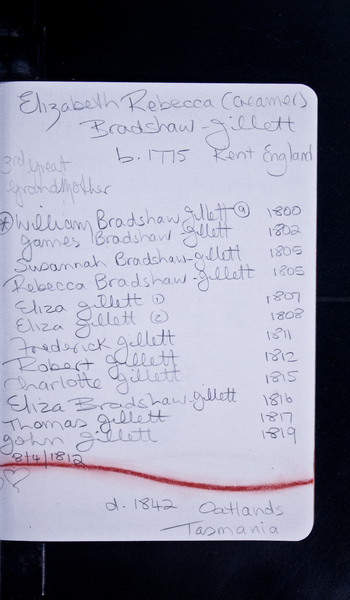 Elizabeth Rebecca (Creamer)
Bradshaw-Gillett
b. 1775 Kent England
3rd Great
Grandmother
* William Bradshaw Gillett 9 1800
James Bradshaw Gillett 1802
Susannah Bradshaw-Gillett 1805
Rebecca Bradshaw-Gillett 1805
Eliza Gillett 1 1807
Eliza Gillett 2 1808
Frederick Gillett 1811
Robert Gillett 1812
Charlotte Gillett 1815
Eliza Bradshaw-Gillett 1816
Thomas Gillett 1817
John Gillett 1819
8/4/1812
d. 1842 Oatlands
Tasmania